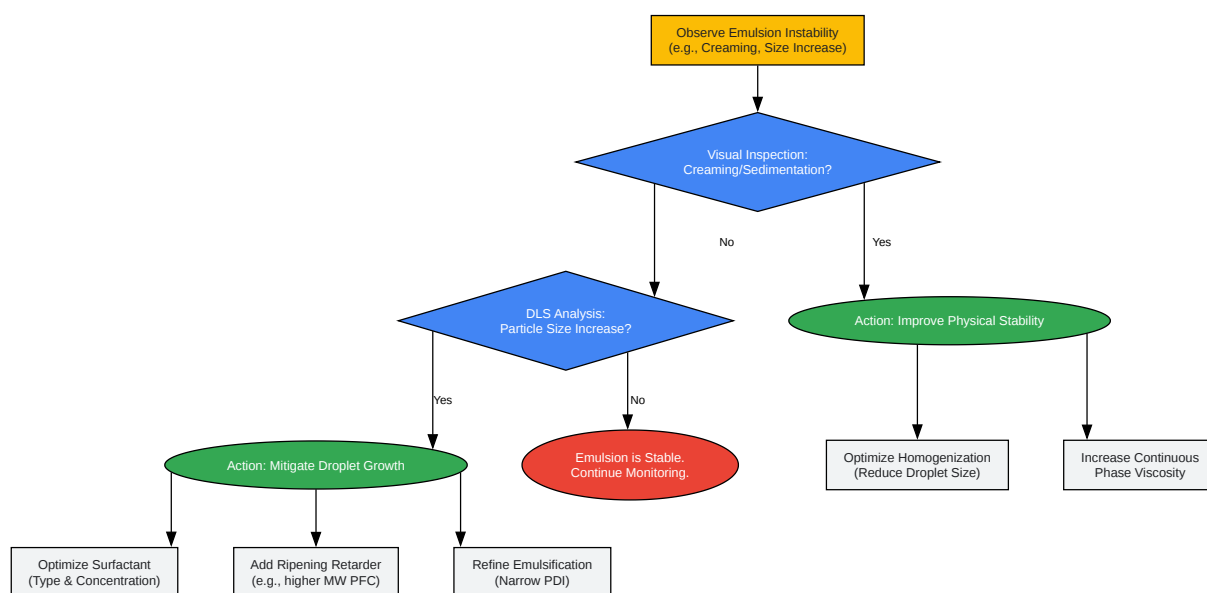 Observe Emulsion Instability
(e.g., Creaming, Size Increase)
Visual Inspection:
Creaming/Sedimentation?
No
Yes
DLS Analysis:
Particle Size Increase?
Action: Improve Physical Stability
Yes
No
Action: Mitigate Droplet Growth
Emulsion is Stable.
Continue Monitoring.
Optimize Homogenization
(Reduce Droplet Size)
Increase Continuous
Phase Viscosity
Optimize Surfactant
(Type & Concentration)
Add Ripening Retarder
(e.g., higher MW PFC)
Refine Emulsification
(Narrow PDI)